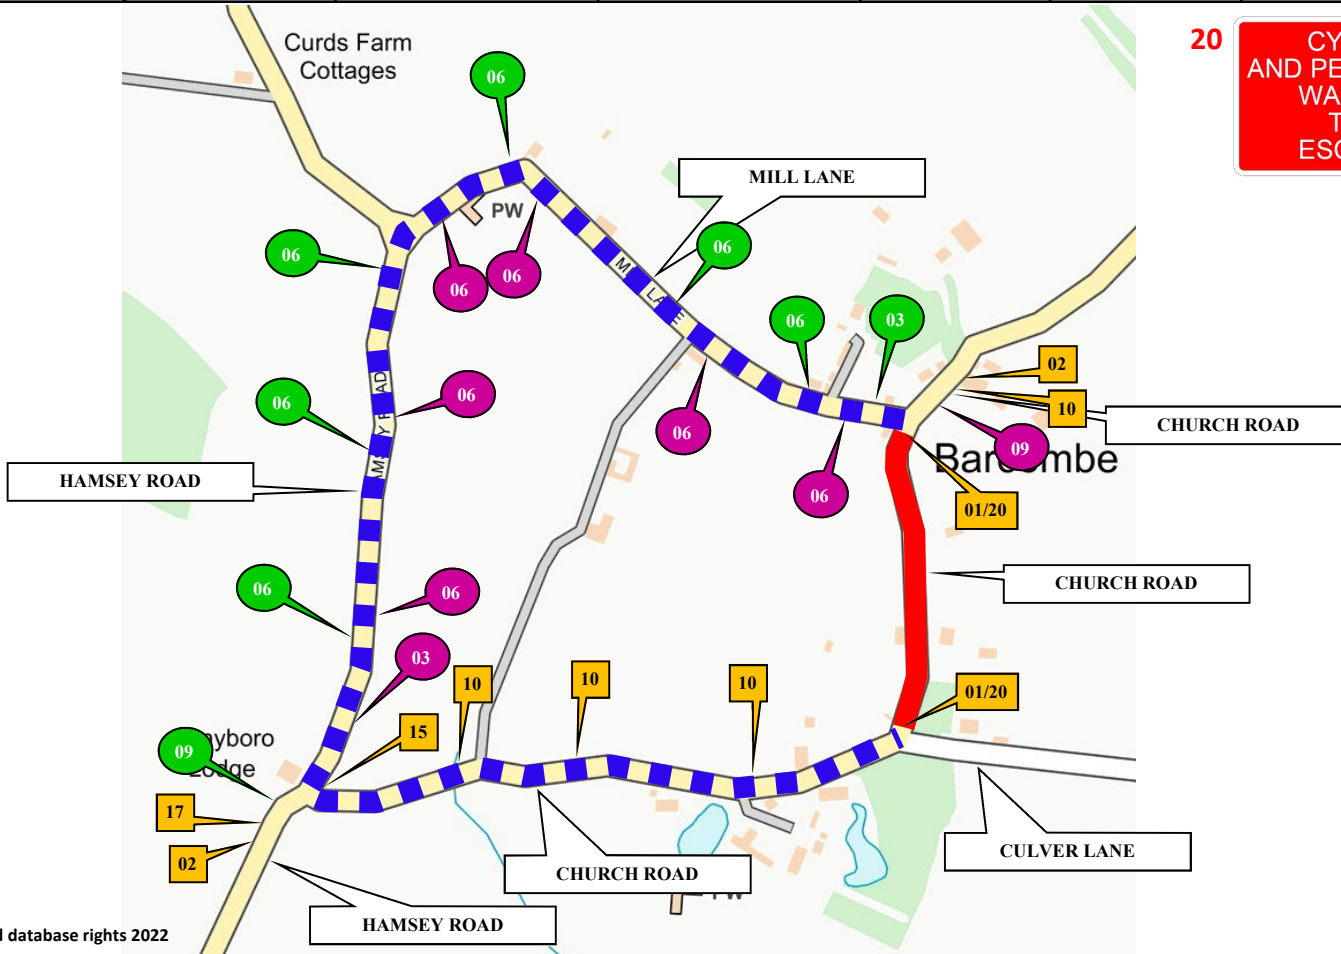 Curds Farm
Cottages
20
CY
AND PE
WA
T
ESC
06
MILL LANE
PW
06
06
06
06
06
06
03
02
10
CHURCH ROAD
09
Barcombe
06
06
06
06
HAMSEY ROAD
01/20
CHURCH ROAD
06
06
03
10
10
10
01/20
15
09
yboro
Lodge
17
02
CHURCH ROAD
CULVER LANE
HAMSEY ROAD
PW
d database rights 2022